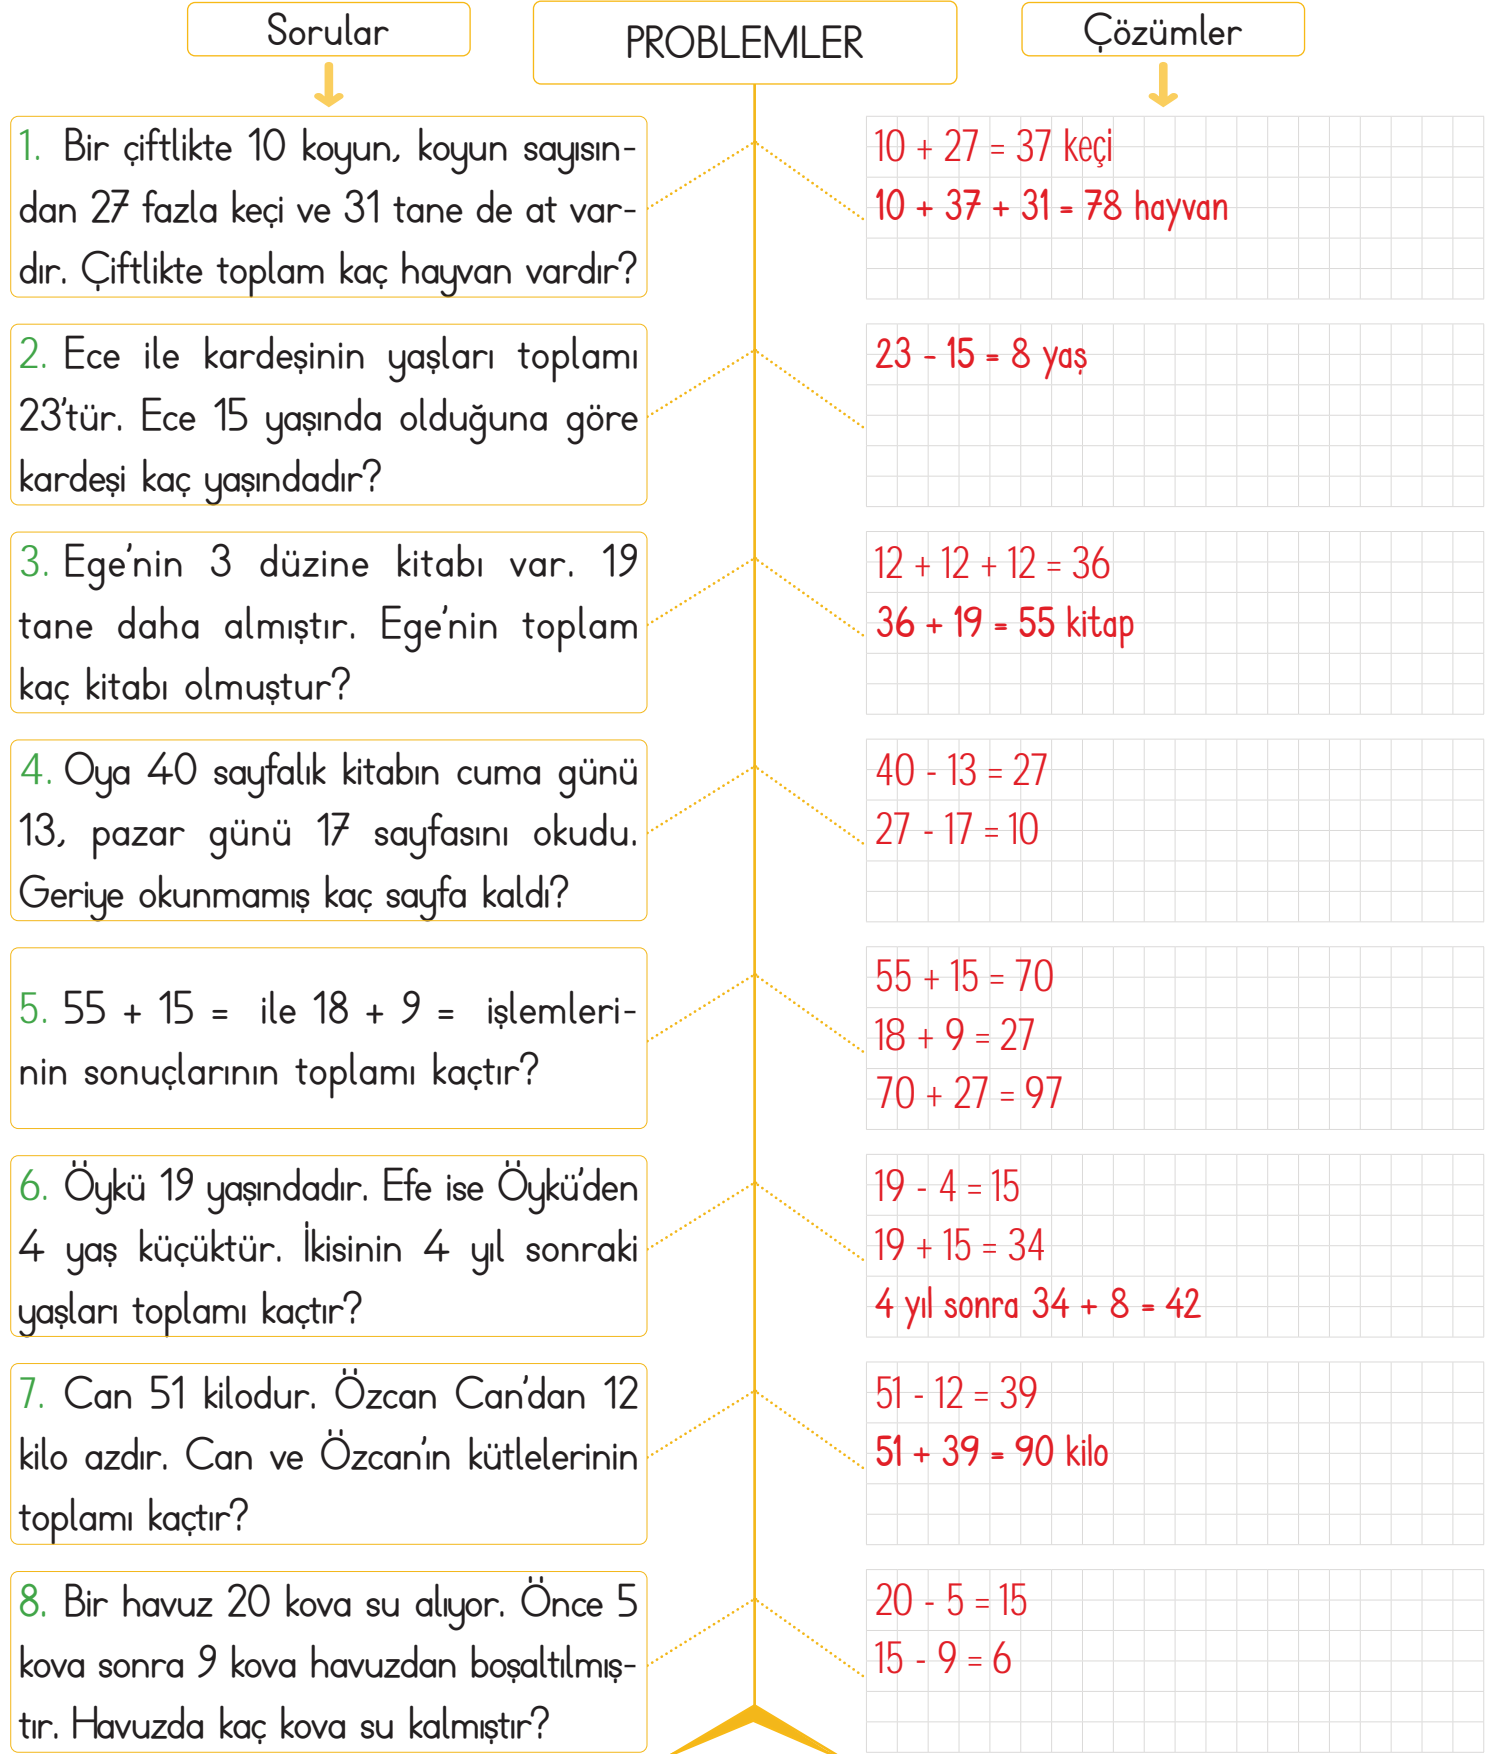 Sorular
PROBLEMLER
Çözümler
1. Bir çiftlikte 10 koyun, koyun sayısın-
dan 27 fazla keçi ve 31 tane de at var-
dır. Çiftlikte toplam kaç hayvan vardır?
10 + 27 = 37 keçi
10 + 37 + 31 = 78 hayvan
2. Ece ile kardeşinin yaşları toplamı
23'tür. Ece 15 yaşında olduğuna göre
kardeşi kaç yaşındadır?
23 - 15 = 8 yaş
3. Ege'nin 3 düzine kitabı var. 19
tane daha almıştır. Ege'nin toplam
kaç kitabı olmuştur?
12 + 12 + 12 = 36
36 + 19 = 55 kitap
4. Oya 40 sayfalık kitabın cuma günü
13, pazar günü 17 sayfasını okudu.
Geriye okunmamış kaç sayfa kaldı?
40 - 13 = 27
27 - 17 = 10
5. 55 + 15 = ile 18 + 9 = işlemleri-
nin sonuçlarının toplamı kaçtır?
55 + 15 = 70
18 + 9 = 27
70 + 27 = 97
6. Öykü 19 yaşındadır. Efe ise Öykü'den
4 yaş küçüktür. İkisinin 4 yıl sonraki
yaşları toplamı kaçtır?
19 - 4 = 15
19 + 15 = 34
4 yıl sonra 34 + 8 = 42
7. Can 51 kilodur. Özcan Can'dan 12
kilo azdır. Can ve Özcan'ın kütlelerinin
toplamı kaçtır?
51 - 12 = 39
51 + 39 = 90 kilo
8. Bir havuz 20 kova su alıyor. Önce 5
kova sonra 9 kova havuzdan boşaltılmış-
tır. Havuzda kaç kova su kalmıştır?
20 - 5 = 15
15 - 9 = 6